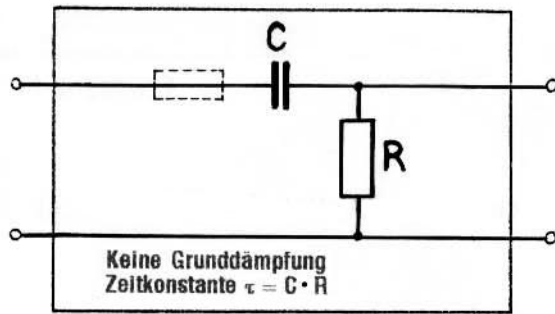 C
R
Keine Grunddämpfung
Zeitkonstante τ = C · R